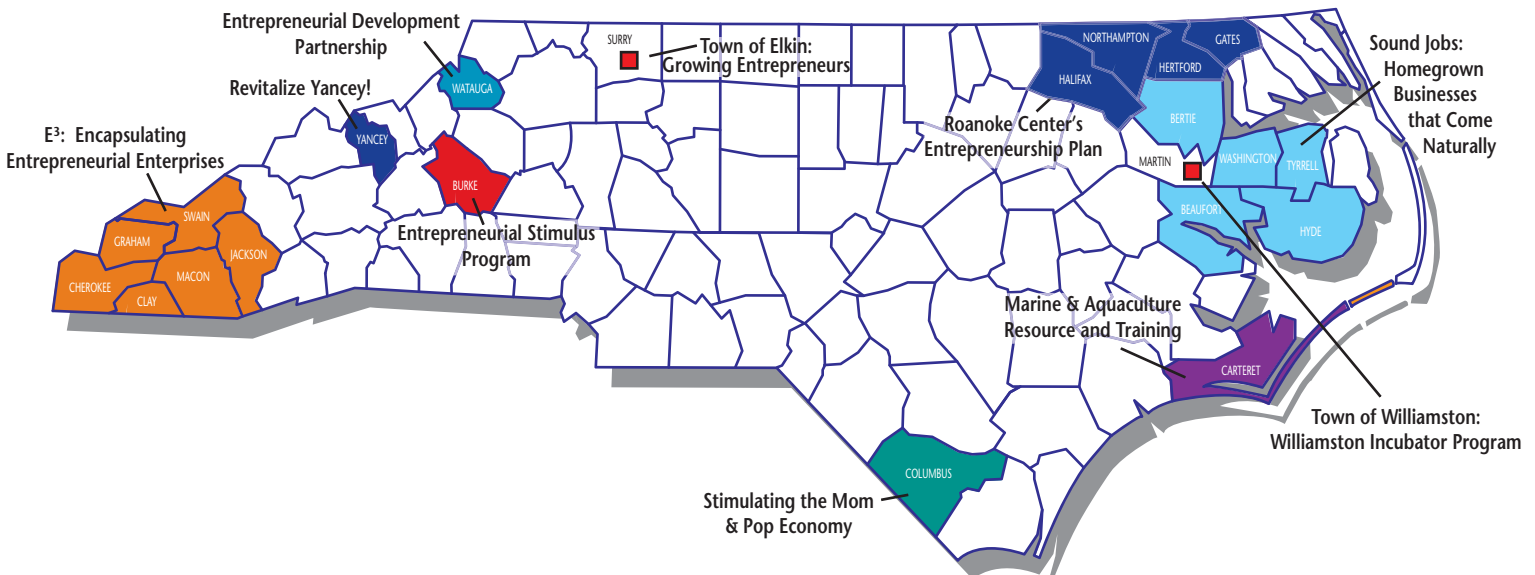 Entrepreneurial Development
Partnership
Revitalize Yancey!
E³: Encapsulating
Entrepreneurial Enterprises
SURRY
Town of Elkin:
Growing Entrepreneurs
WATAUGA
YANCEY
BURKE
Entrepreneurial Stimulus
Program
SWAIN
GRAHAM
JACKSON
MACON
CHEROKEE
CLAY
NORTHAMPTON
GATES
HERTFORD
HALIFAX
Roanoke Center's
Entrepreneurship Plan
Sound Jobs:
Homegrown
Businesses
that Come
Naturally
BERTIE
MARTIN
WASHINGTON
TYRRELL
BEAUFORT
HYDE
Marine & Aquaculture
Resource and Training
CARTERET
Town of Williamston:
Williamston Incubator Program
COLUMBUS
Stimulating the Mom
& Pop Economy